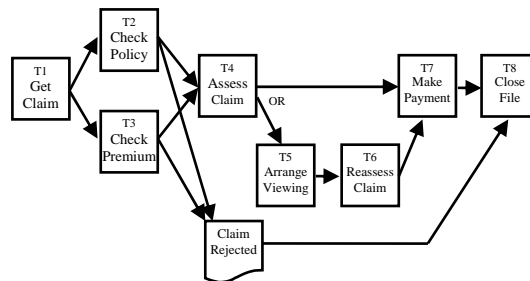 T1
Get
Claim
T2
Check
Policy
T3
Check
Premium
T4
Assess
Claim
OR
T5
Arrange
Viewing
T6
Reassess
Claim
T7
Make
Payment
T8
Close
File
Claim
Rejected